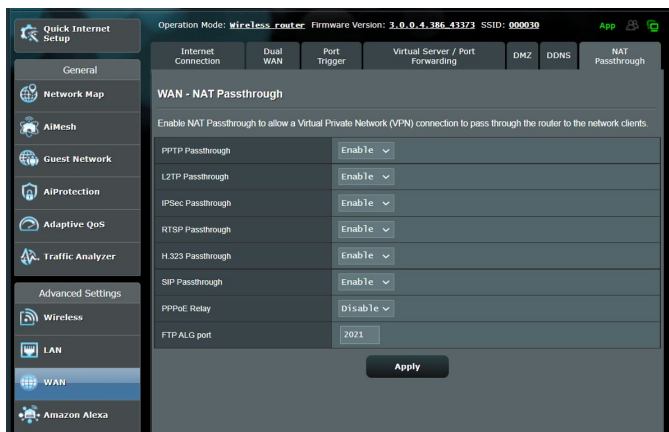 Quick Internet
Setup
Operation Mode: Wireless router Firmware Version: 3.0.0.4.386_43373 SSID: 000030
App
General
Network Map
AiMesh
Guest Network
AiProtection
Adaptive QoS
Traffic Analyzer
Advanced Settings
Wireless
LAN
WAN
Amazon Alexa
Internet
Connection
Dual
WAN
Port
Trigger
Virtual Server / Port
Forwarding
DMZ
DDNS
NAT
Passthrough
WAN - NAT Passthrough
Enable NAT Passthrough to allow a Virtual Private Network (VPN) connection to pass through the router to the network clients.
PPTP Passthrough Enable
L2TP Passthrough Enable
IPSec Passthrough Enable
RTSP Passthrough Enable
H.323 Passthrough Enable
SIP Passthrough Enable
PPPoE Relay Disable
FTP ALG port 2021
Apply